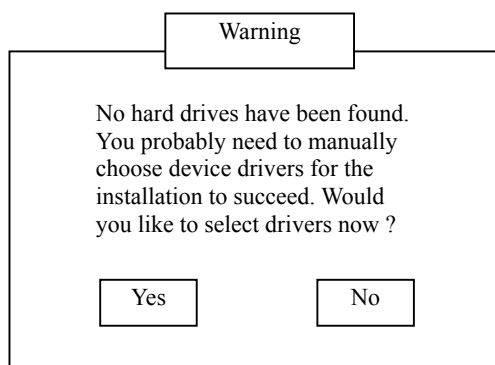 Warning
No hard drives have been found.
You probably need to manually
choose device drivers for the
installation to succeed. Would
you like to select drivers now ?
Yes No